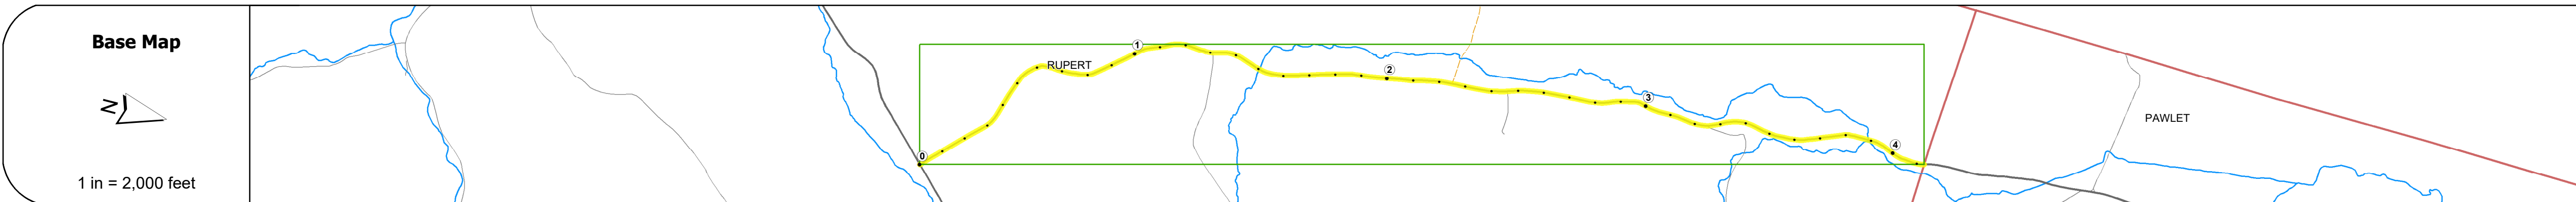 Base Map
N
1 in = 2,000 feet
0
1
RUPERT
2
3
4
PAWLET